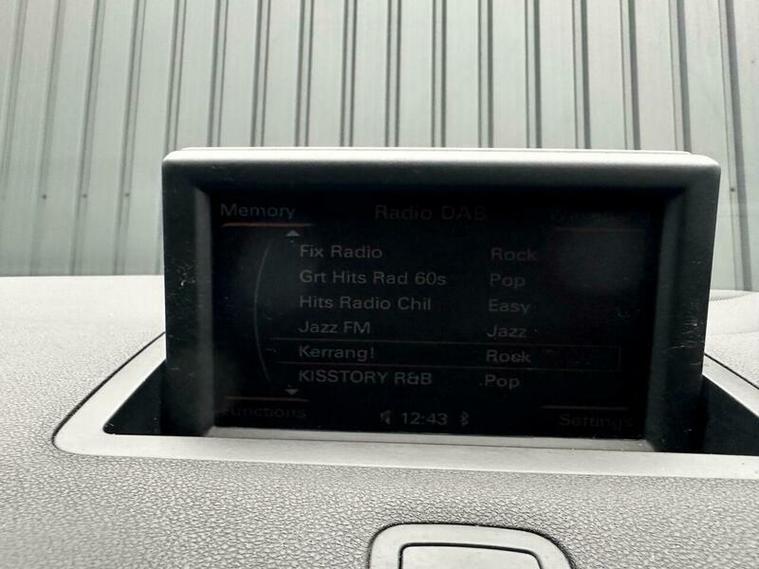 Memory Radio DAB
Fix Radio Rock
Grt Hits Rad 60s Pop
Hits Radio Chil Easy
Jazz FM Jazz
Kerrang! Rock
KISSTORY R&B Pop
Functions 12:43 Settings